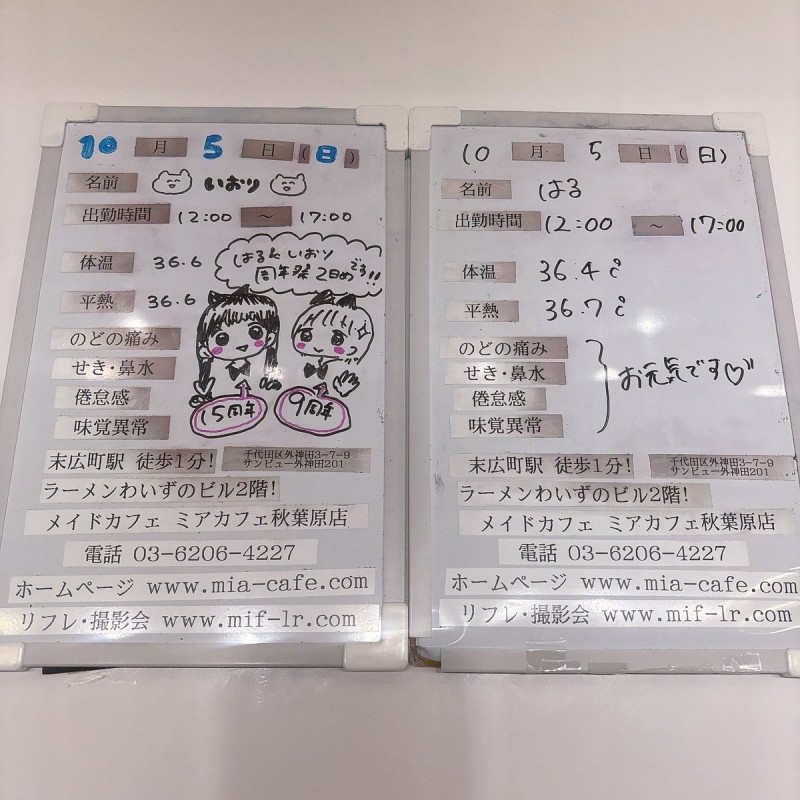 10 月 5 日 (日)
名前 いおり
出勤時間 12:00 ～ 17:00
体温 36.6
平熱 36.6
はる&いおり
周年祭 2日めです!!
のどの痛み
せき・鼻水
倦怠感
味覚異常
15周年
9周年
末広町駅 徒歩1分!
千代田区外神田3-7-9
サンビュー外神田201
ラーメンわいずのビル2階!
メイドカフェ ミアカフェ秋葉原店
電話 03-6206-4227
ホームページ www.mia-cafe.com
リフレ・撮影会 www.mif-lr.com
10 月 5 日 (日)
名前 はる
出勤時間 12:00 ～ 17:00
体温 36.4℃
平熱 36.7℃
のどの痛み
せき・鼻水
倦怠感
味覚異常
お元気です♡
末広町駅 徒歩1分!
千代田区外神田3-7-9
サンビュー外神田201
ラーメンわいずのビル2階!
メイドカフェ ミアカフェ秋葉原店
電話 03-6206-4227
ホームページ www.mia-cafe.com
リフレ・撮影会 www.mif-lr.com